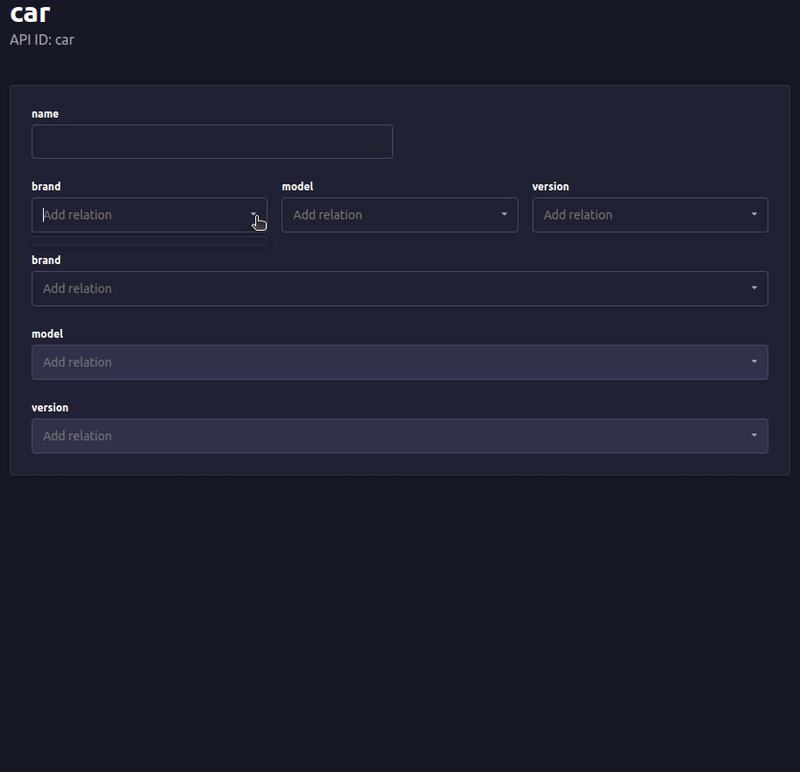 car
API ID: car
name
brand model version
Add relation Add relation Add relation
brand
Add relation
model
Add relation
version
Add relation